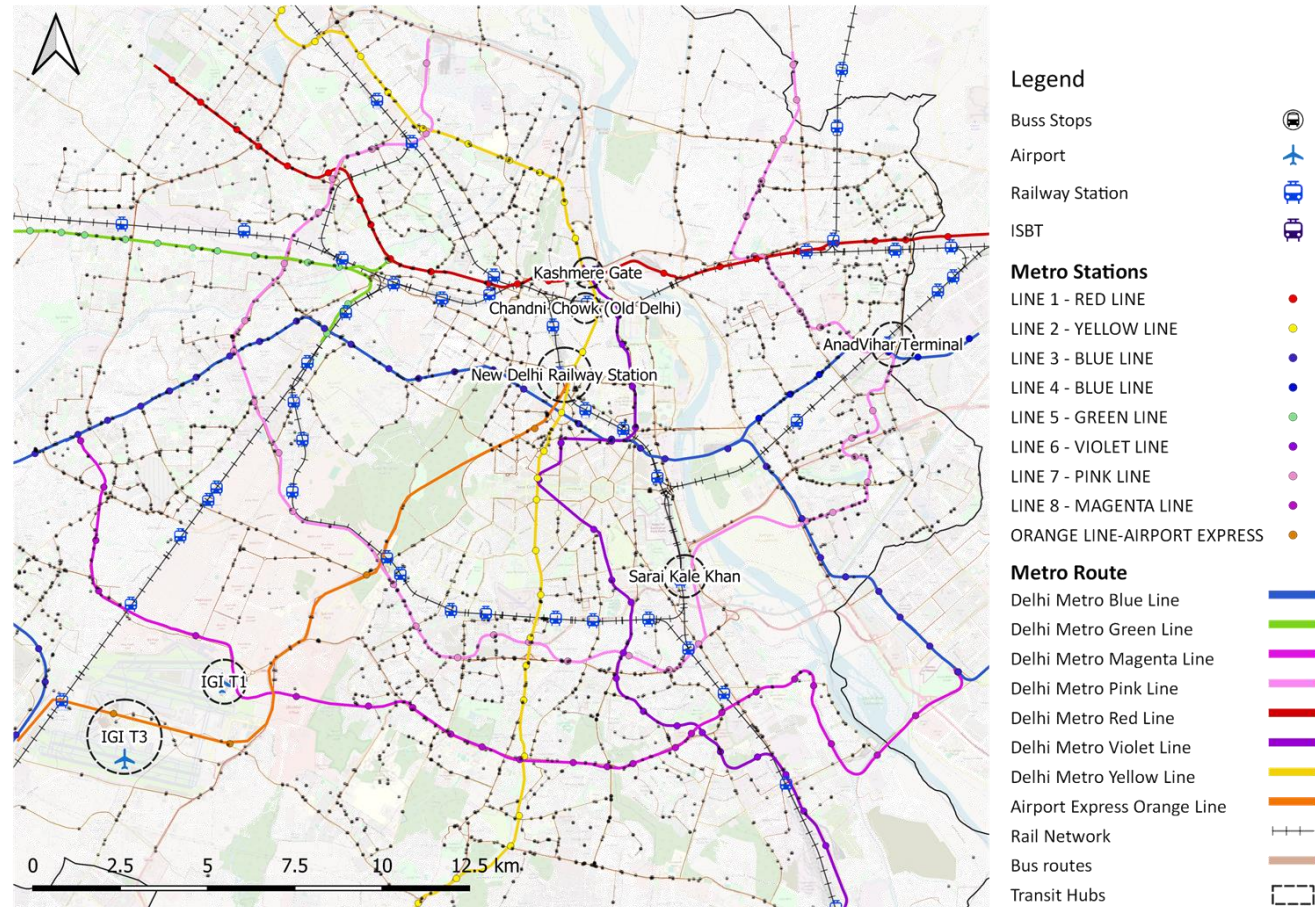 Kashmere Gate
Chandni Chowk (Old Delhi)
AnadVihar Terminal
New Delhi Railway Station
Sarai Kale Khan
IGI T1
IGI T3
0 2.5 5 7.5 10 12.5 km
Legend
Buss Stops
Airport
Railway Station
ISBT
Metro Stations
LINE 1 - RED LINE
LINE 2 - YELLOW LINE
LINE 3 - BLUE LINE
LINE 4 - BLUE LINE
LINE 5 - GREEN LINE
LINE 6 - VIOLET LINE
LINE 7 - PINK LINE
LINE 8 - MAGENTA LINE
ORANGE LINE-AIRPORT EXPRESS
Metro Route
Delhi Metro Blue Line
Delhi Metro Green Line
Delhi Metro Magenta Line
Delhi Metro Pink Line
Delhi Metro Red Line
Delhi Metro Violet Line
Delhi Metro Yellow Line
Airport Express Orange Line
Rail Network
Bus routes
Transit Hubs